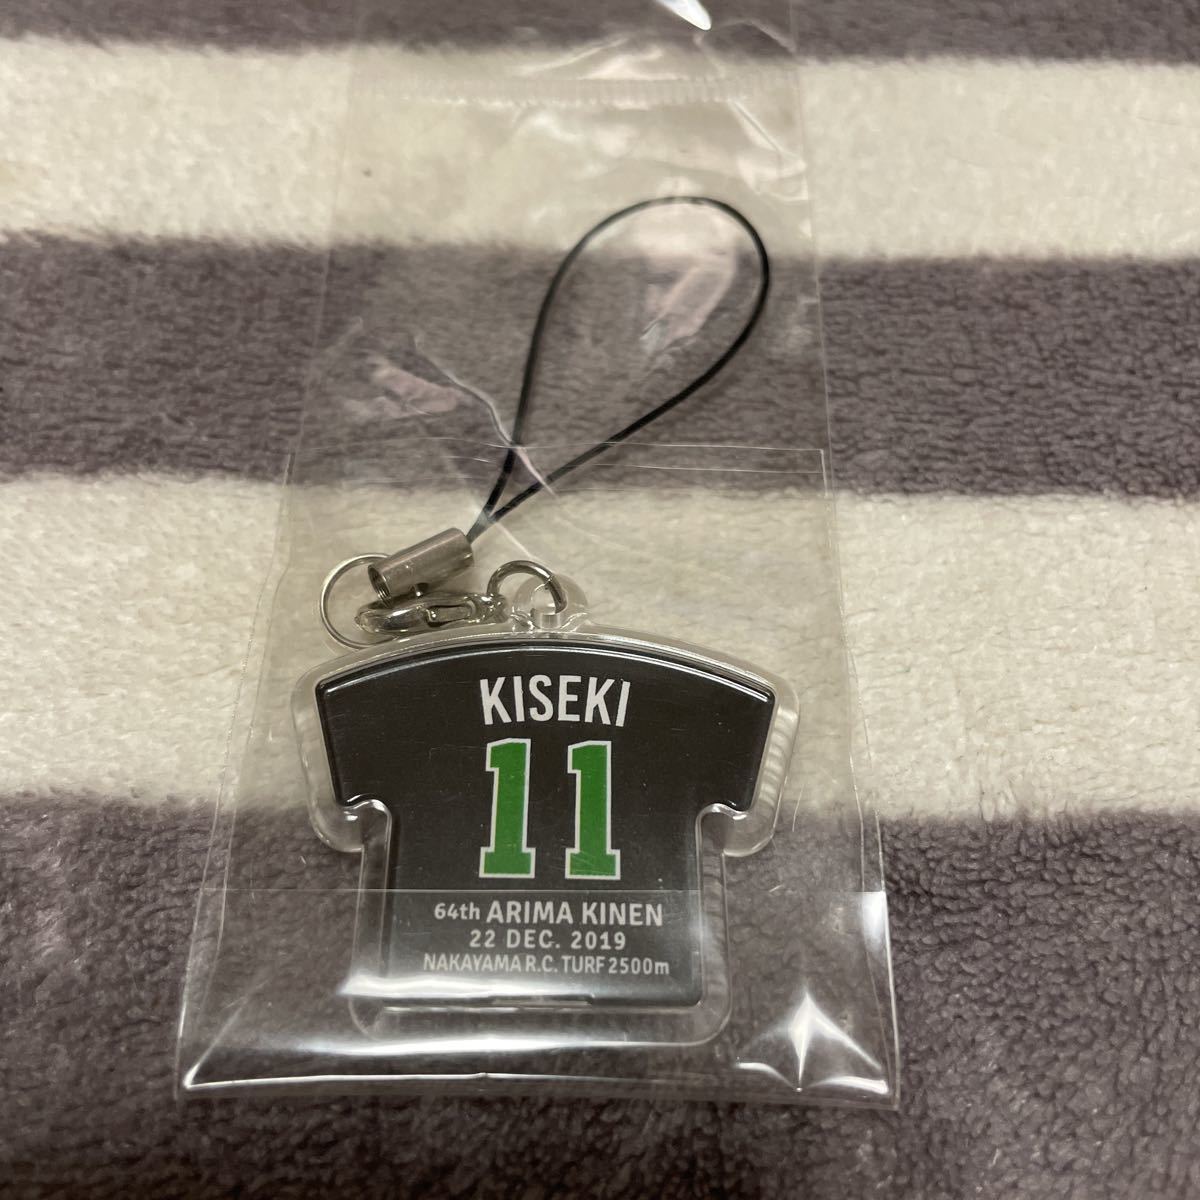 KISEKI
11
64th ARIMA KINEN
22 DEC. 2019
NAKAYAMA R.C. TURF 2500m